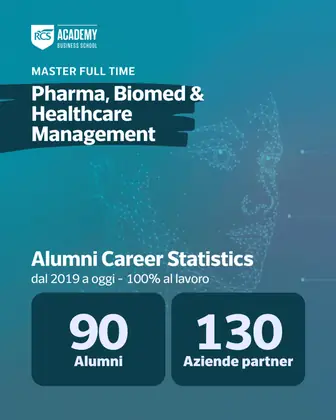 RCS ACADEMY
BUSINESS SCHOOL
MASTER FULL TIME
Pharma, Biomed &
Healthcare
Management
Alumni Career Statistics
dal 2019 a oggi - 100% al lavoro
90
Alumni
130
Aziende partner